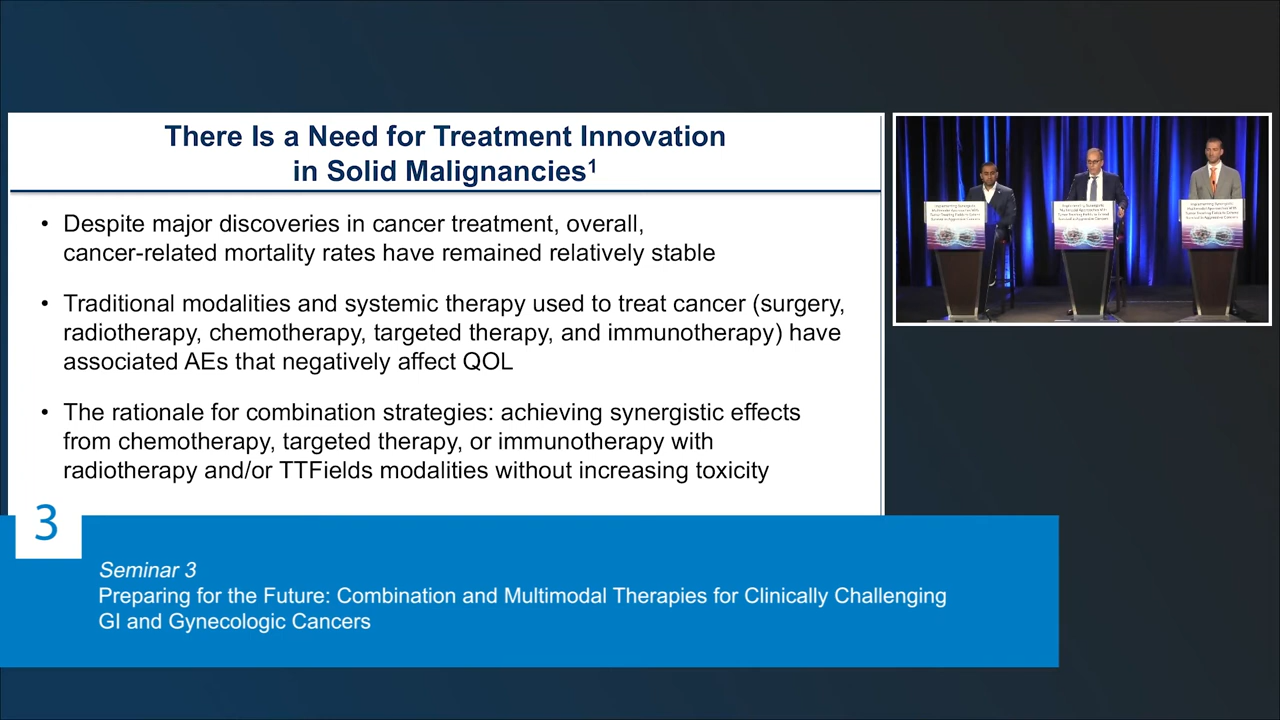 There Is a Need for Treatment Innovation
in Solid Malignancies1
• Despite major discoveries in cancer treatment, overall,
cancer-related mortality rates have remained relatively stable
• Traditional modalities and systemic therapy used to treat cancer (surgery,
radiotherapy, chemotherapy, targeted therapy, and immunotherapy) have
associated AEs that negatively affect QOL
• The rationale for combination strategies: achieving synergistic effects
from chemotherapy, targeted therapy, or immunotherapy with
radiotherapy and/or TTFields modalities without increasing toxicity
3
Seminar 3
Preparing for the Future: Combination and Multimodal Therapies for Clinically Challenging
GI and Gynecologic Cancers